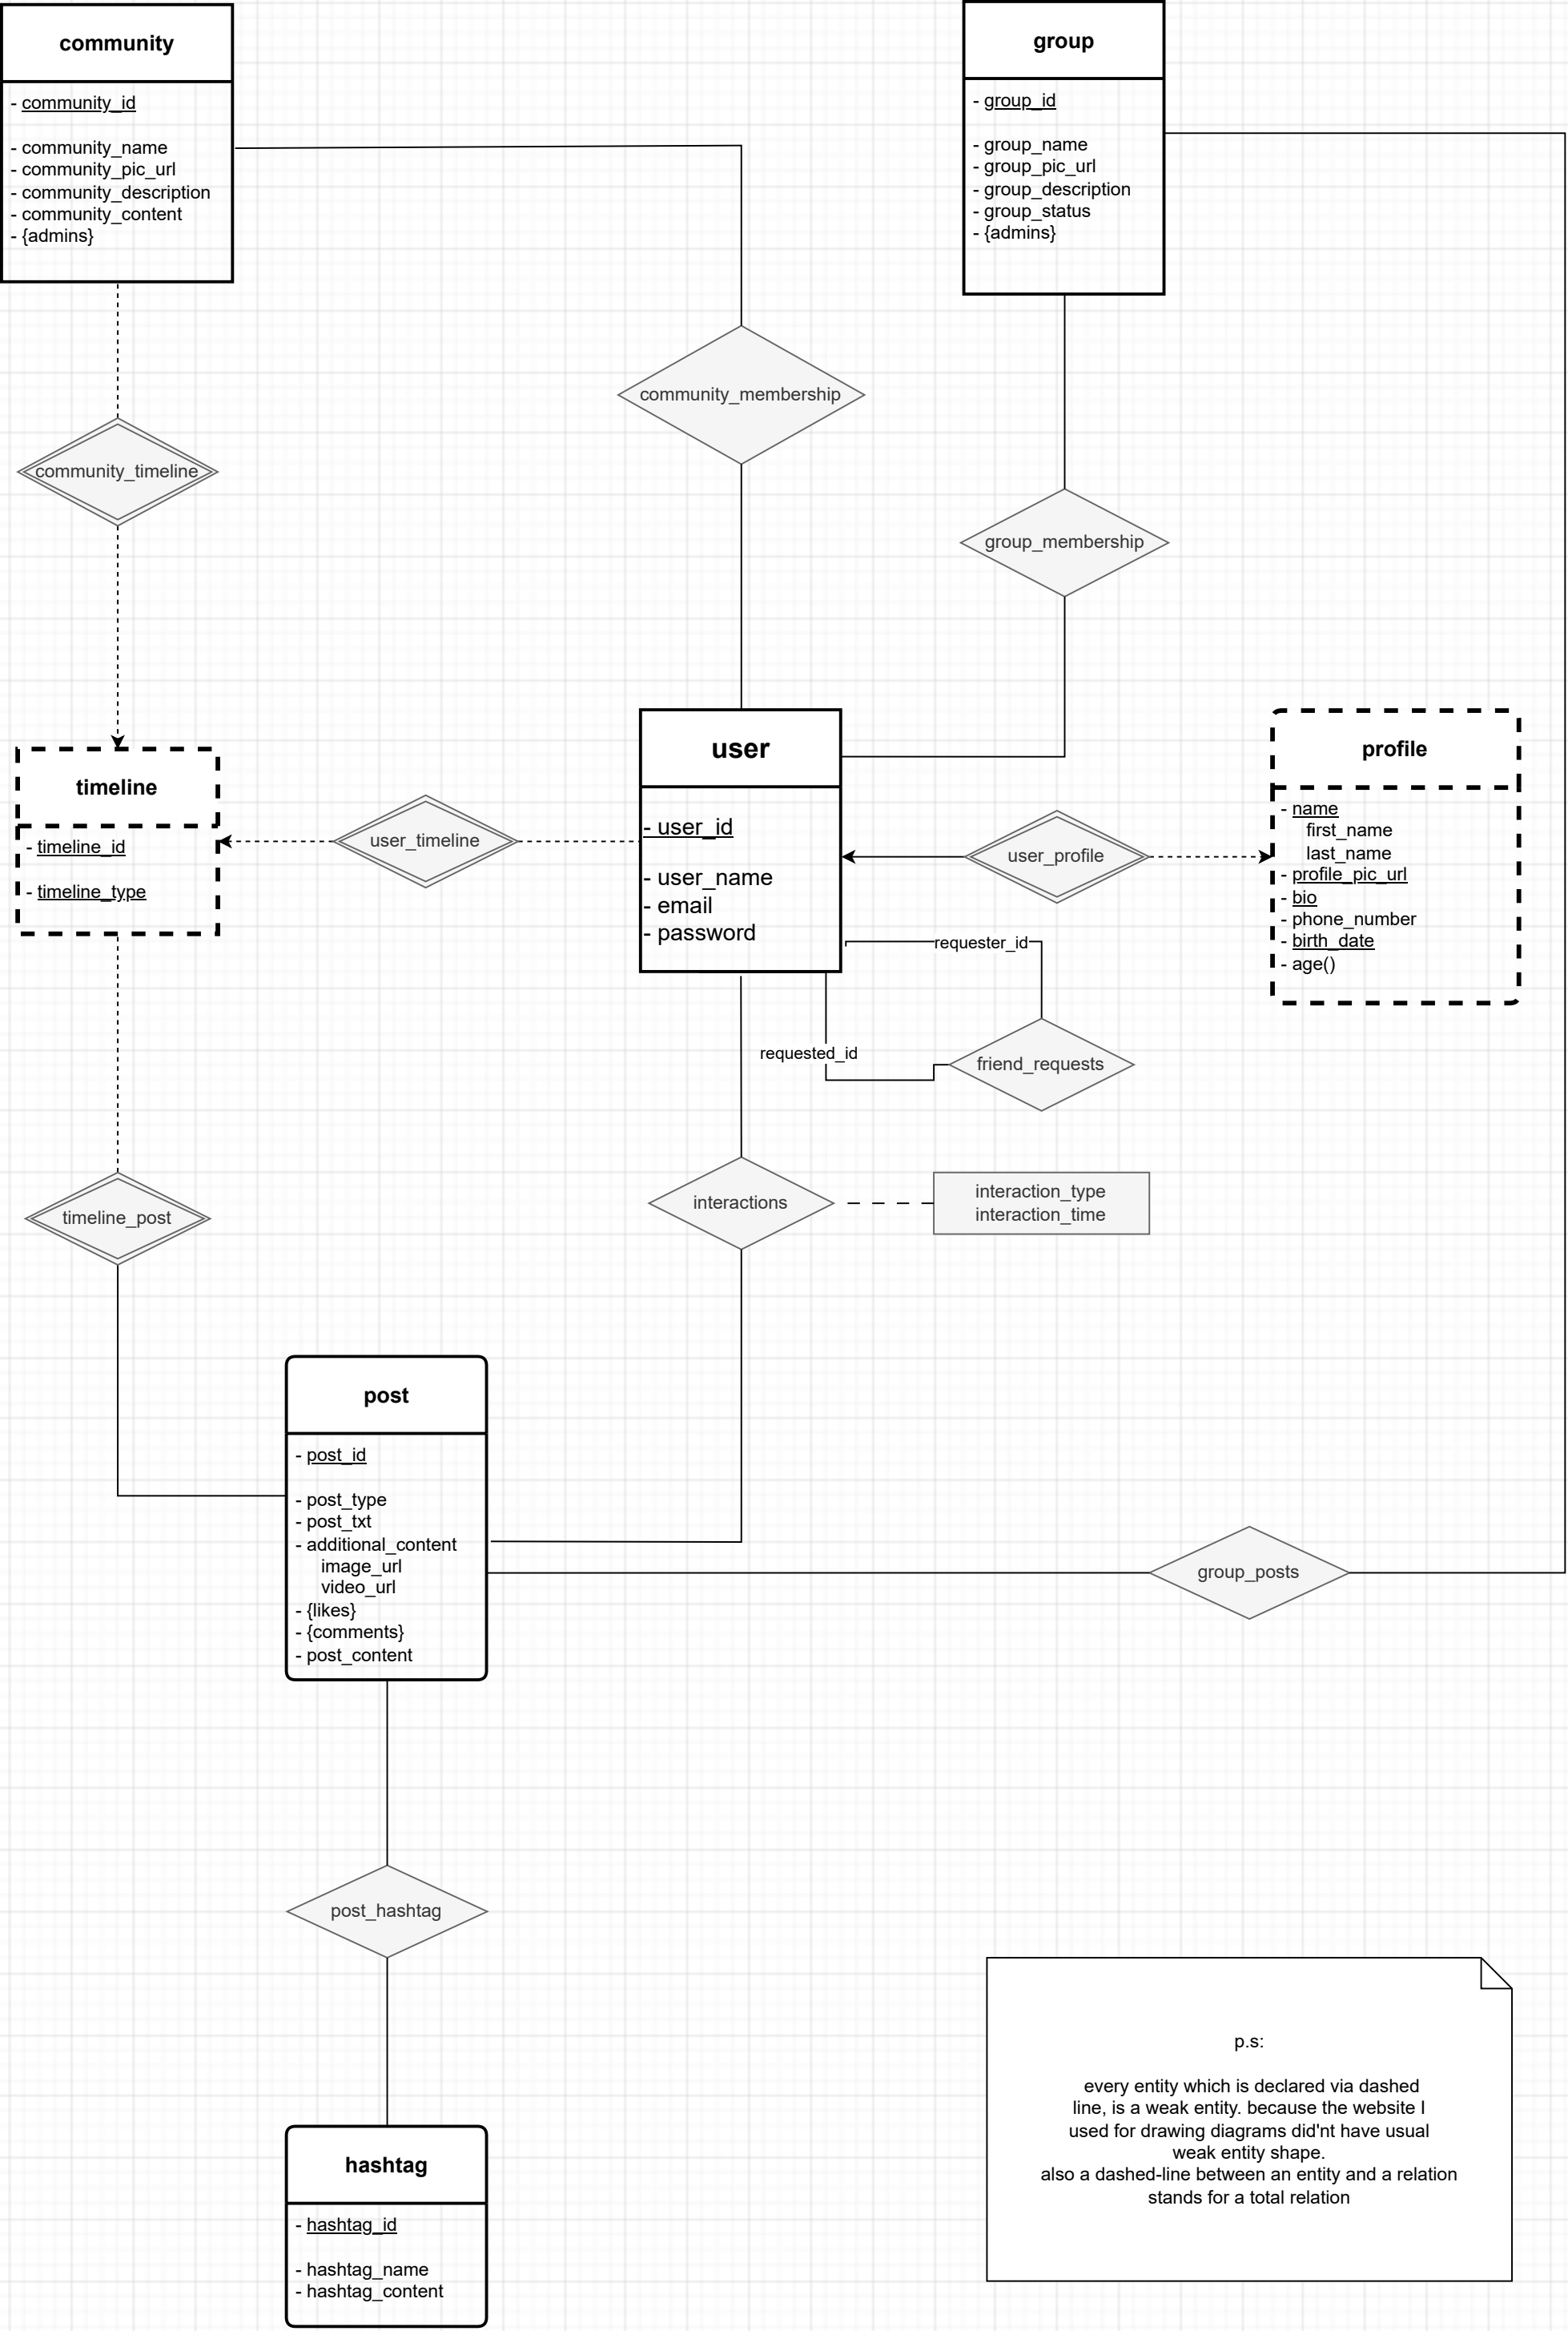 community
- community_id
- community_name
- community_pic_url
- community_description
- community_content
- {admins}
group
- group_id
- group_name
- group_pic_url
- group_description
- group_status
- {admins}
community_membership
community_timeline
group_membership
timeline
- timeline_id
- timeline_type
user_timeline
user
- user_id
- user_name
- email
- password
user_profile
profile
- name
first_name
last_name
- profile_pic_url
- bio
- phone_number
- birth_date
- age()
requester_id
requested_id
friend_requests
timeline_post
interactions
interaction_type
interaction_time
post
- post_id
- post_type
- post_txt
- additional_content
image_url
video_url
- {likes}
- {comments}
- post_content
group_posts
post_hashtag
hashtag
- hashtag_id
- hashtag_name
- hashtag_content
p.s:
every entity which is declared via dashed
line, is a weak entity. because the website I
used for drawing diagrams did'nt have usual
weak entity shape.
also a dashed-line between an entity and a relation
stands for a total relation